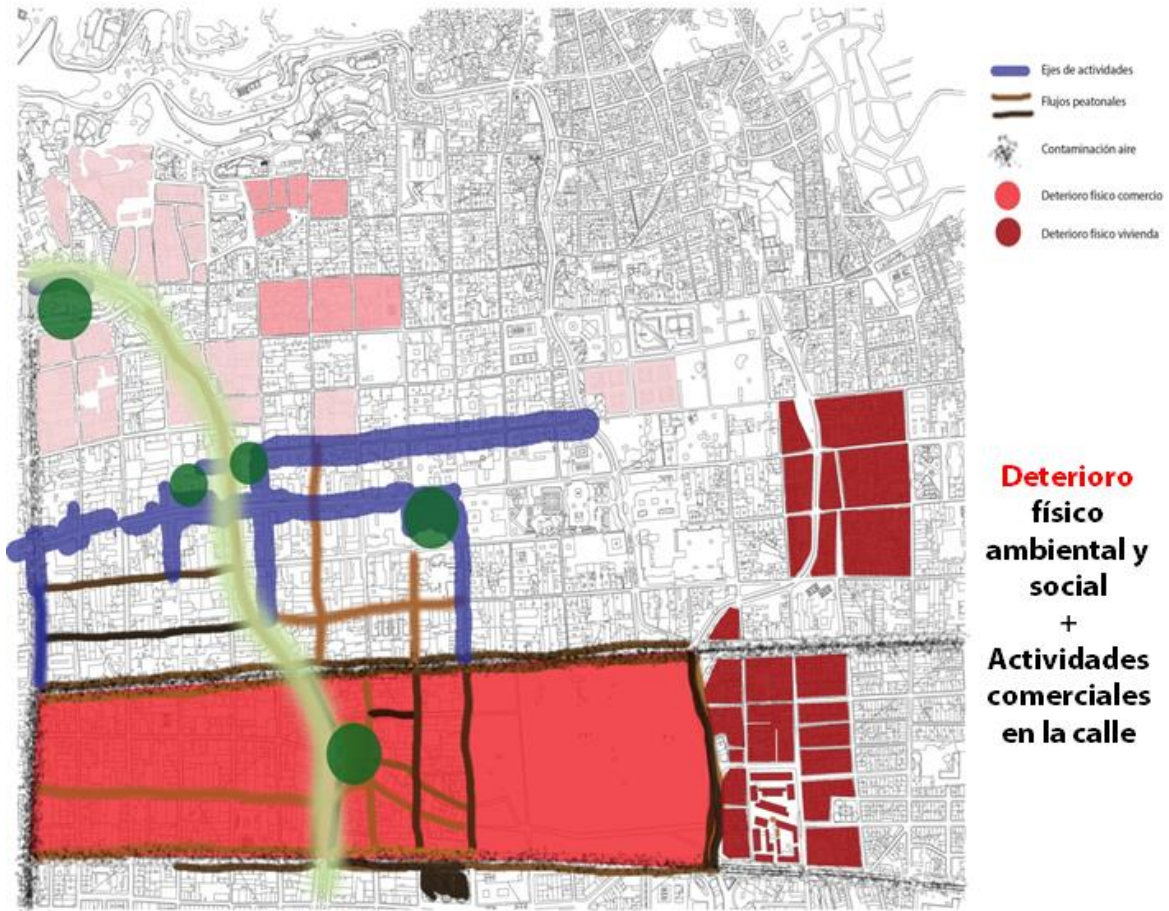 Ejes de actividades
Flujos peatonales
Contaminación aire
Deterioro físico comercio
Deterioro físico vivienda
Deterioro
físico
ambiental y
social
+
Actividades
comerciales
en la calle